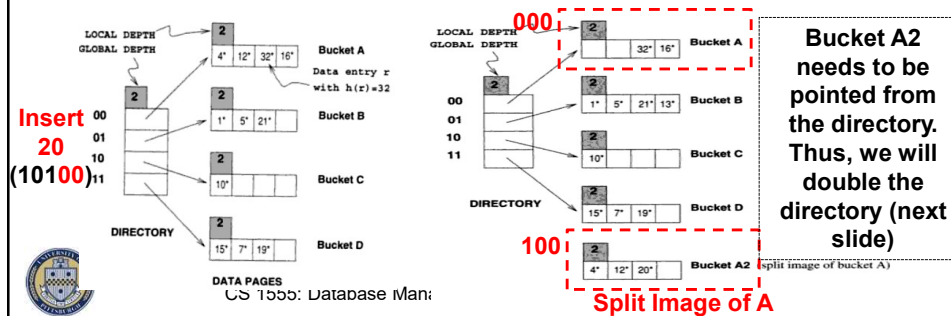 LOCAL DEPTH
GLOBAL DEPTH
2
4* 12* 32* 16*
Bucket A
Data entry r
with h(r)=32
2
00
01
10
11
Insert
20
(10100)
2
1* 5* 21*
Bucket B
2
10*
Bucket C
2
15* 7* 19*
Bucket D
DIRECTORY
DATA PAGES
CS 1555: Database Mana
000
LOCAL DEPTH
GLOBAL DEPTH
2
32* 16*
Bucket A
2
00
01
10
11
2
1* 5* 21* 13*
Bucket B
2
10*
Bucket C
2
15* 7* 19*
Bucket D
DIRECTORY
100
2
4* 12* 20*
Bucket A2
(split image of bucket A)
Split Image of A
Bucket A2
needs to be
pointed from
the directory.
Thus, we will
double the
directory (next
slide)